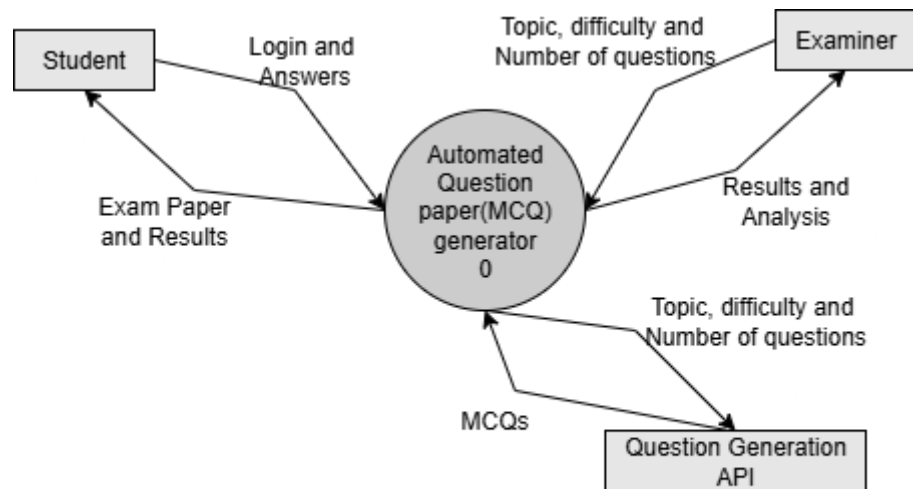 Student
Login and
Answers
Topic, difficulty and
Number of questions
Examiner
Automated
Question
paper(MCQ)
generator
0
Exam Paper
and Results
Results and
Analysis
Topic, difficulty and
Number of questions
MCQs
Question Generation
API